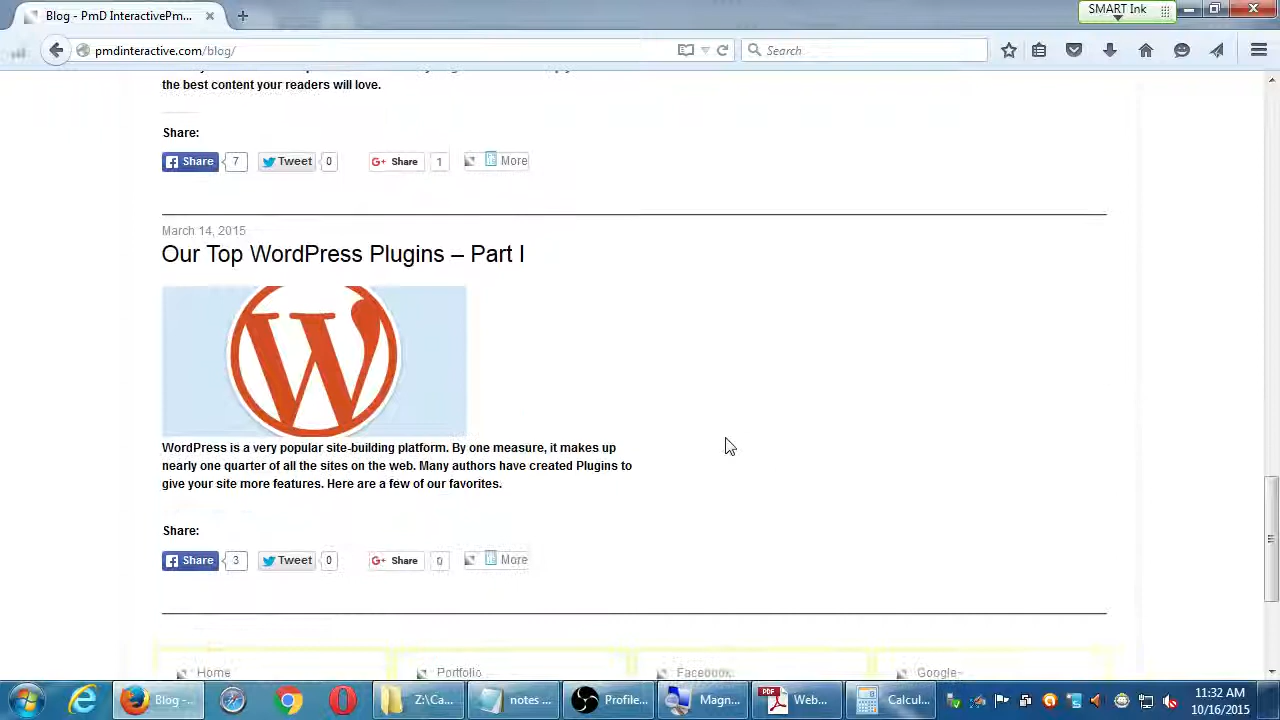 Blog - PmD InteractivePm...
SMART Ink
pmdinteractive.com/blog/
Search
the best content your readers will love.
Share:
Share 7 Tweet 0 Share 1 More
March 14, 2015
Our Top WordPress Plugins – Part I
WordPress is a very popular site-building platform. By one measure, it makes up
nearly one quarter of all the sites on the web. Many authors have created Plugins to
give your site more features. Here are a few of our favorites.
Share:
Share 3 Tweet 0 Share 0 More
Home Portfolio Facebook Google+
Blog -... Z:\Ca... notes ... Profile... Magn... Web... Calcul...
11:32 AM
10/16/2015